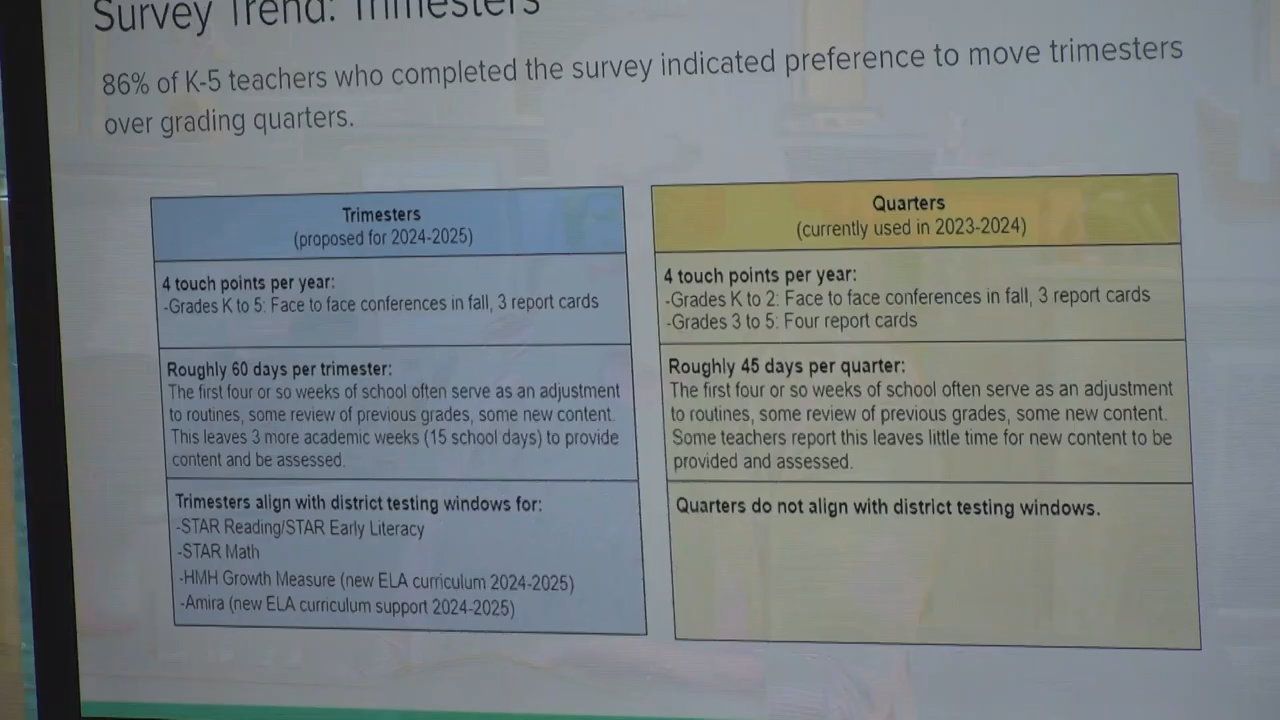 Survey Trend: Trimesters
86% of K-5 teachers who completed the survey indicated preference to move trimesters
over grading quarters.
Trimesters
(proposed for 2024-2025)
4 touch points per year:
-Grades K to 5: Face to face conferences in fall, 3 report cards
Roughly 60 days per trimester:
The first four or so weeks of school often serve as an adjustment
to routines, some review of previous grades, some new content.
This leaves 3 more academic weeks (15 school days) to provide
content and be assessed.
Trimesters align with district testing windows for:
-STAR Reading/STAR Early Literacy
-STAR Math
-HMH Growth Measure (new ELA curriculum 2024-2025)
-Amira (new ELA curriculum support 2024-2025)
Quarters
(currently used in 2023-2024)
4 touch points per year:
-Grades K to 2: Face to face conferences in fall, 3 report cards
-Grades 3 to 5: Four report cards
Roughly 45 days per quarter:
The first four or so weeks of school often serve as an adjustment
to routines, some review of previous grades, some new content.
Some teachers report this leaves little time for new content to be
provided and assessed.
Quarters do not align with district testing windows.